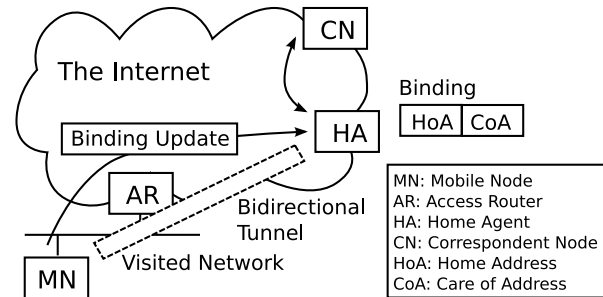 CN
The Internet
Binding
Binding Update
HA
HoA CoA
AR
Bidirectional
Tunnel
Visited Network
MN
MN: Mobile Node
AR: Access Router
HA: Home Agent
CN: Correspondent Node
HoA: Home Address
CoA: Care of Address